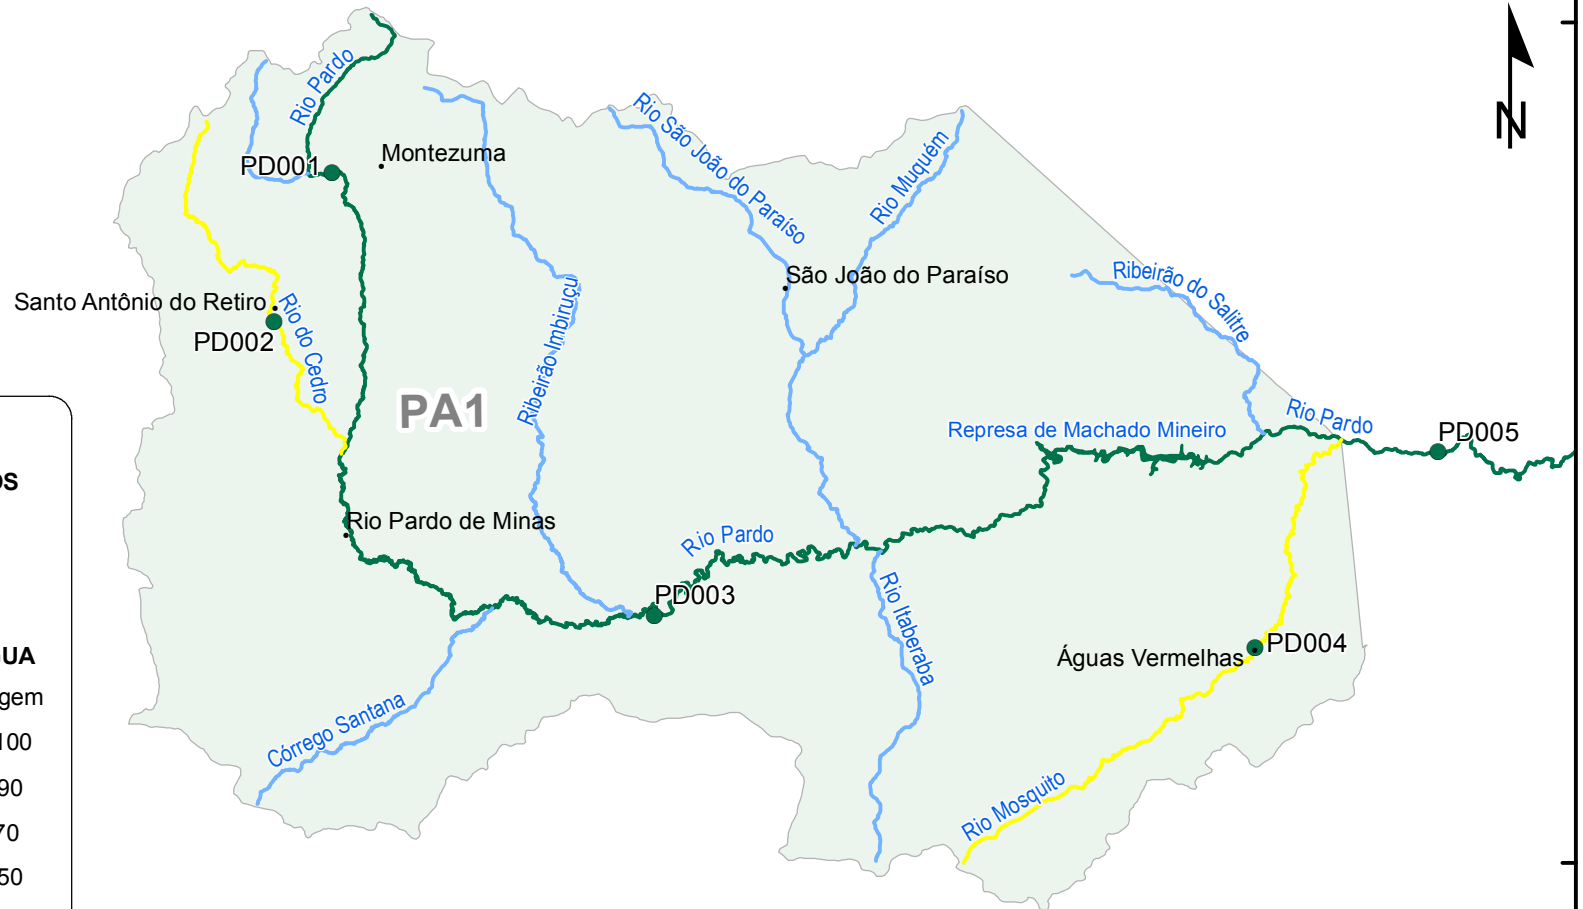 Rio Pardo
N
Rio São João do Paraíso
Rio Muquém
PD001
Montezuma
Ribeirão do Salitre
São João do Paraíso
Santo Antônio do Retiro
Rio do Cedro
PD002
Ribeirão Imbiruçu
PA1
Rio Pardo
Represa de Machado Mineiro
PD005
OS
Rio Pardo de Minas
Rio Pardo
PD003
Rio Itaberaba
PD004
Águas Vermelhas
GUA
gem
Córrego Santana
100
90
Rio Mosquito
70
50